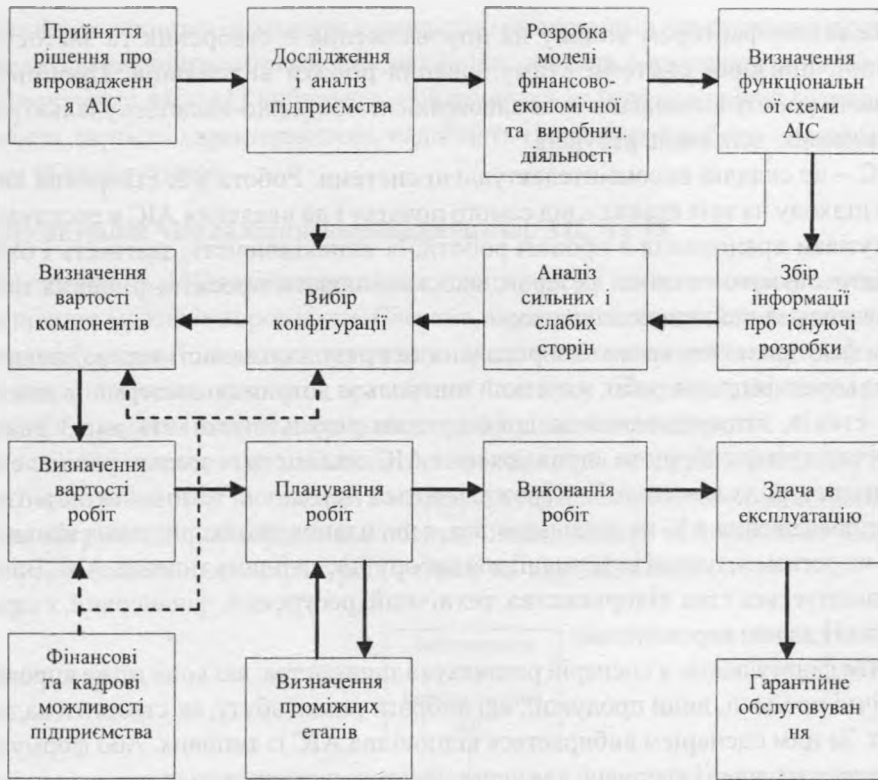 Прийняття
рішення про
впровадження
АІС
Дослідження
стану
підприємства
Розробка
моделі
фінансово-
економічної
та виробнич.
діяльності
Визначення
функціональн
ої схеми
АІС
Визначення
вартості
компонентів
Вибір
конфігурації
Аналіз
сильних і
слабих
сторін
Збір
інформації
про існуючі
розробки
Визначення
вартості
робіт
Планування
робіт
Виконання
робіт
Здача в
експлуатацію
Фінансові
та кадрові
можливості
підприємства
Визначення
проміжних
етапів
Гарантійне
обслуговуван
ня